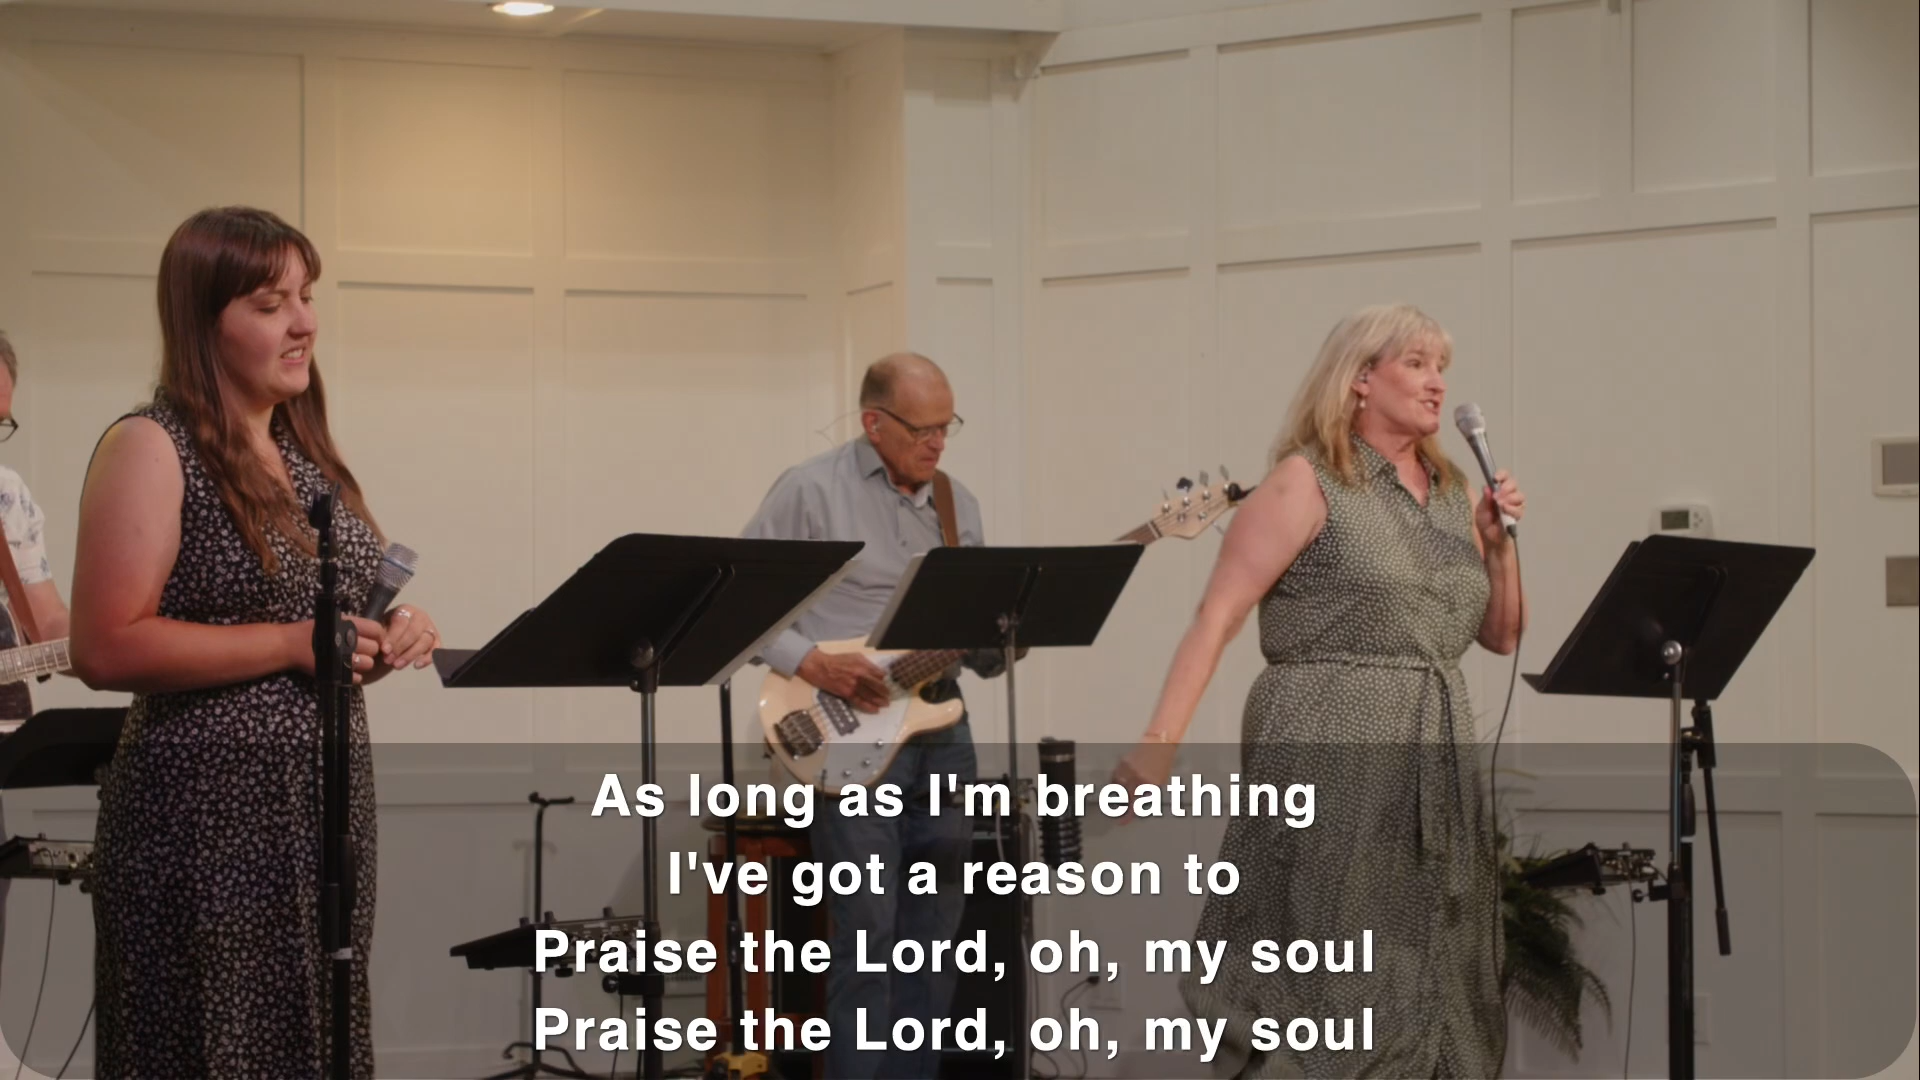 As long as I'm breathing
I've got a reason to
Praise the Lord, oh, my soul
Praise the Lord, oh, my soul